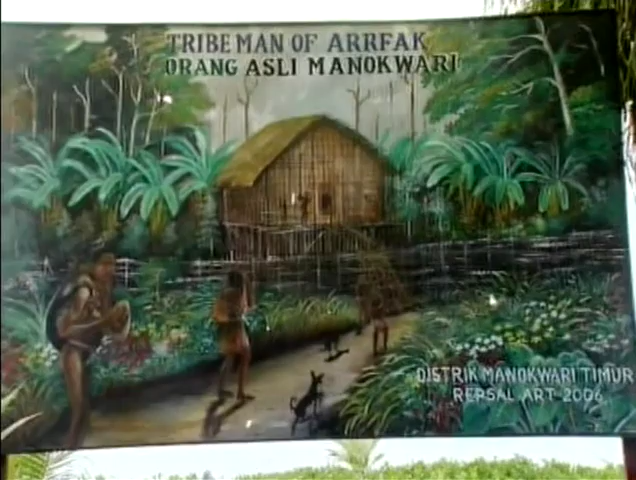 TRIBE MAN OF ARRFAK
ORANG ASLI MANOKWARI
DISTRIK MANOKWARI TIMUR
RERSAL ART-2006